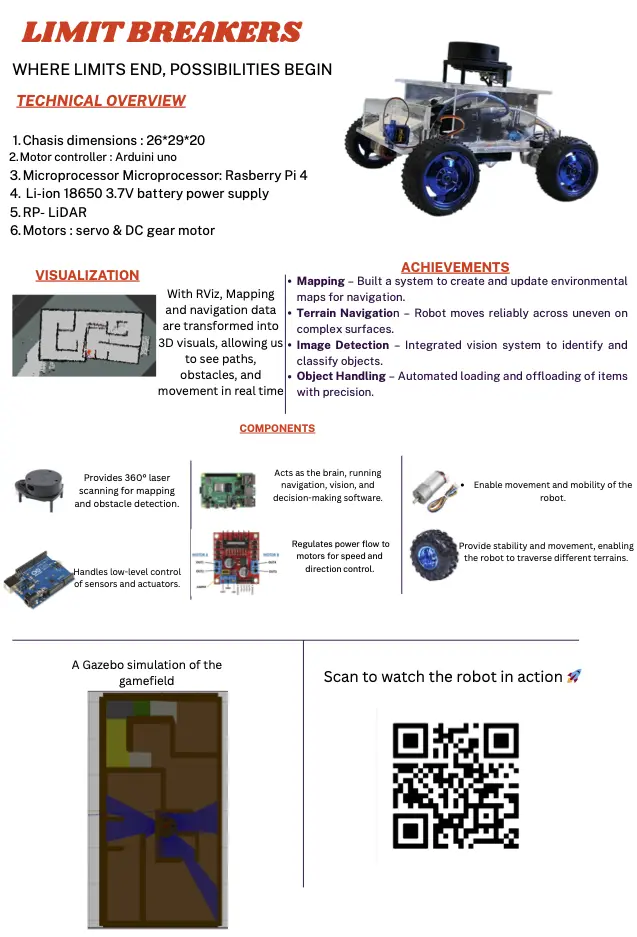 LIMIT BREAKERS
WHERE LIMITS END, POSSIBILITIES BEGIN
TECHNICAL OVERVIEW
1. Chasis dimensions : 26*29*20
2. Motor controller : Arduini uno
3. Microprocessor Microprocessor: Rasberry Pi 4
4. Li-ion 18650 3.7V battery power supply
5. RP- LiDAR
6. Motors : servo & DC gear motor
VISUALIZATION
With RViz, Mapping
and navigation data
are transformed into
3D visuals, allowing us
to see paths,
obstacles, and
movement in real time
ACHIEVEMENTS
• Mapping – Built a system to create and update environmental
maps for navigation.
• Terrain Navigation – Robot moves reliably across uneven on
complex surfaces.
• Image Detection – Integrated vision system to identify and
classify objects.
• Object Handling – Automated loading and offloading of items
with precision.
COMPONENTS
Provides 360° laser
scanning for mapping
and obstacle detection.
Acts as the brain, running
navigation, vision, and
decision-making software.
• Enable movement and mobility of the
robot.
Handles low-level control
of sensors and actuators.
MOTOR A
MOTOR B
Regulates power flow to
motors for speed and
direction control.
Provide stability and movement, enabling
the robot to traverse different terrains.
A Gazebo simulation of the
gamefield
Scan to watch the robot in action 🚀